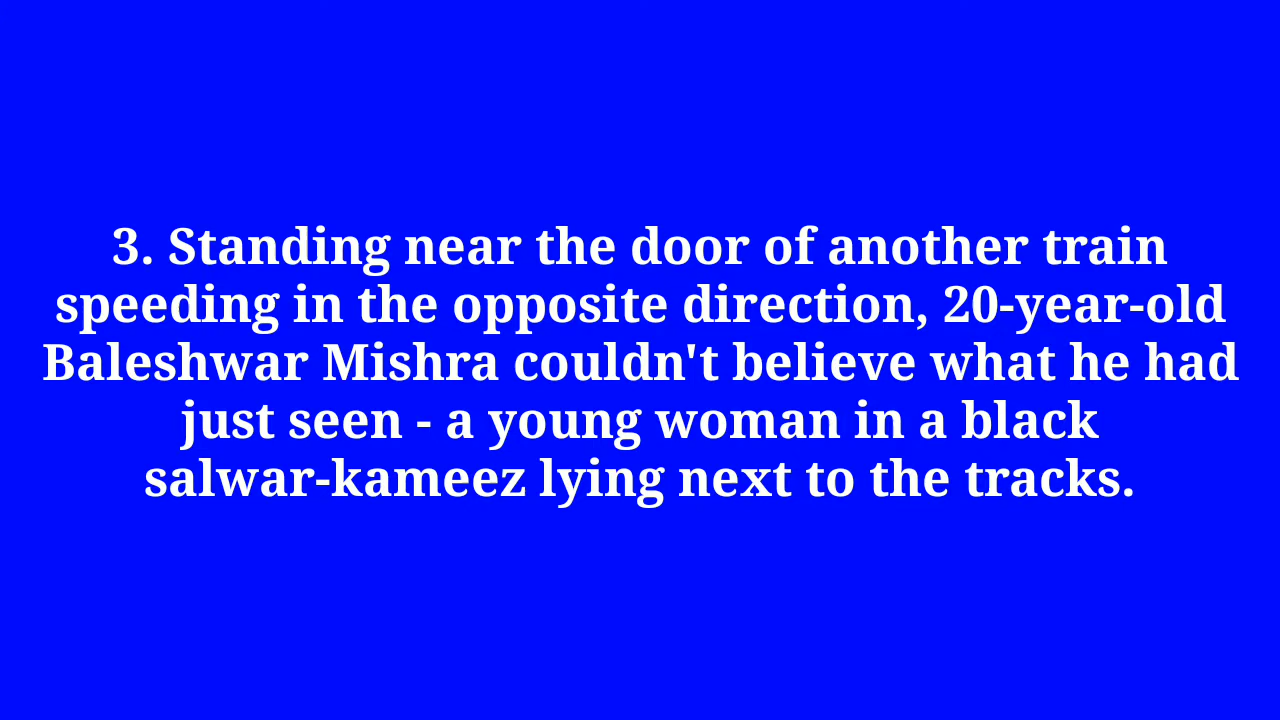 3. Standing near the door of another train
speeding in the opposite direction, 20-year-old
Baleshwar Mishra couldn't believe what he had
just seen - a young woman in a black
salwar-kameez lying next to the tracks.